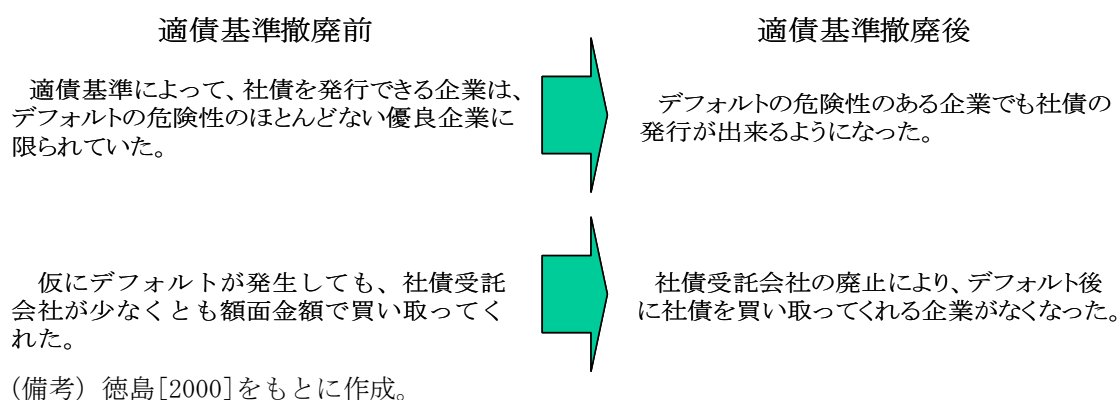 適債基準撤廃前
適債基準撤廃後
適債基準によって、社債を発行できる企業は、
デフォルトの危険性のほとんどない優良企業に
限られていた。
デフォルトの危険性のある企業でも社債の
発行が出来るようになった。
仮にデフォルトが発生しても、社債受託
会社が少なくとも額面金額で買い取ってく
れた。
社債受託会社の廃止により、デフォルト後
に社債を買い取ってくれる企業がなくなった。
(備考) 徳島[2000]をもとに作成。